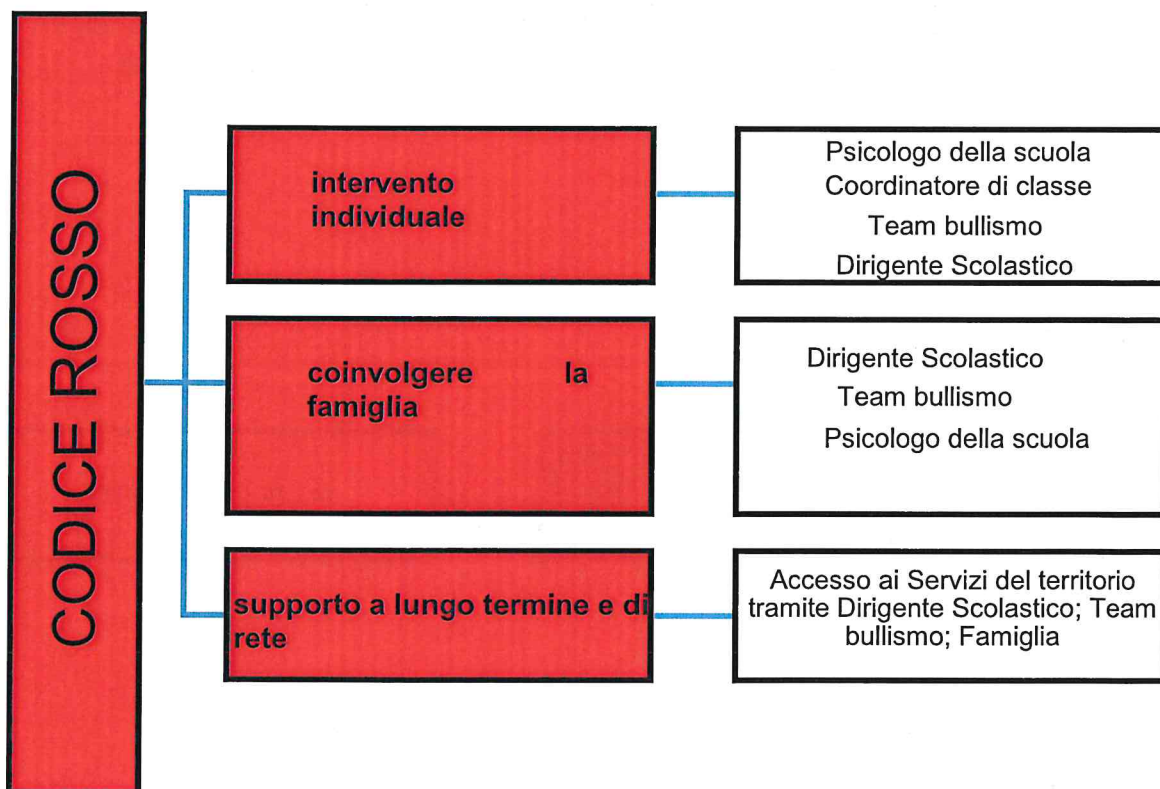 CODICE ROSSO
intervento
individuale
Psicologo della scuola
Coordinatore di classe
Team bullismo
Dirigente Scolastico
coinvolgere la
famiglia
Dirigente Scolastico
Team bullismo
Psicologo della scuola
supporto a lungo termine e di
rete
Accesso ai Servizi del territorio
tramite Dirigente Scolastico; Team
bullismo; Famiglia